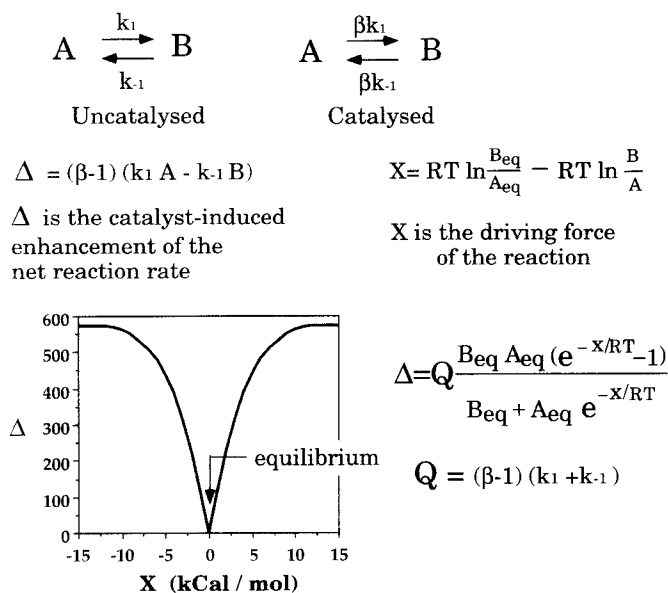 A k1 B
k-1
Uncatalysed
A βk1 B
βk-1
Catalysed
Δ = (β-1) (k1 A - k-1 B)
X= RT ln Beq/Aeq – RT ln B/A
Δ is the catalyst-induced
enhancement of the
net reaction rate
X is the driving force
of the reaction
600
500
400
300
200
100
0
Δ
equilibrium
-15 -10 -5 0 5 10 15
X (kCal / mol)
Δ=Q Beq Aeq (e -X/RT -1)
Beq + Aeq e -X/RT
Q = (β-1) (k1 +k-1 )